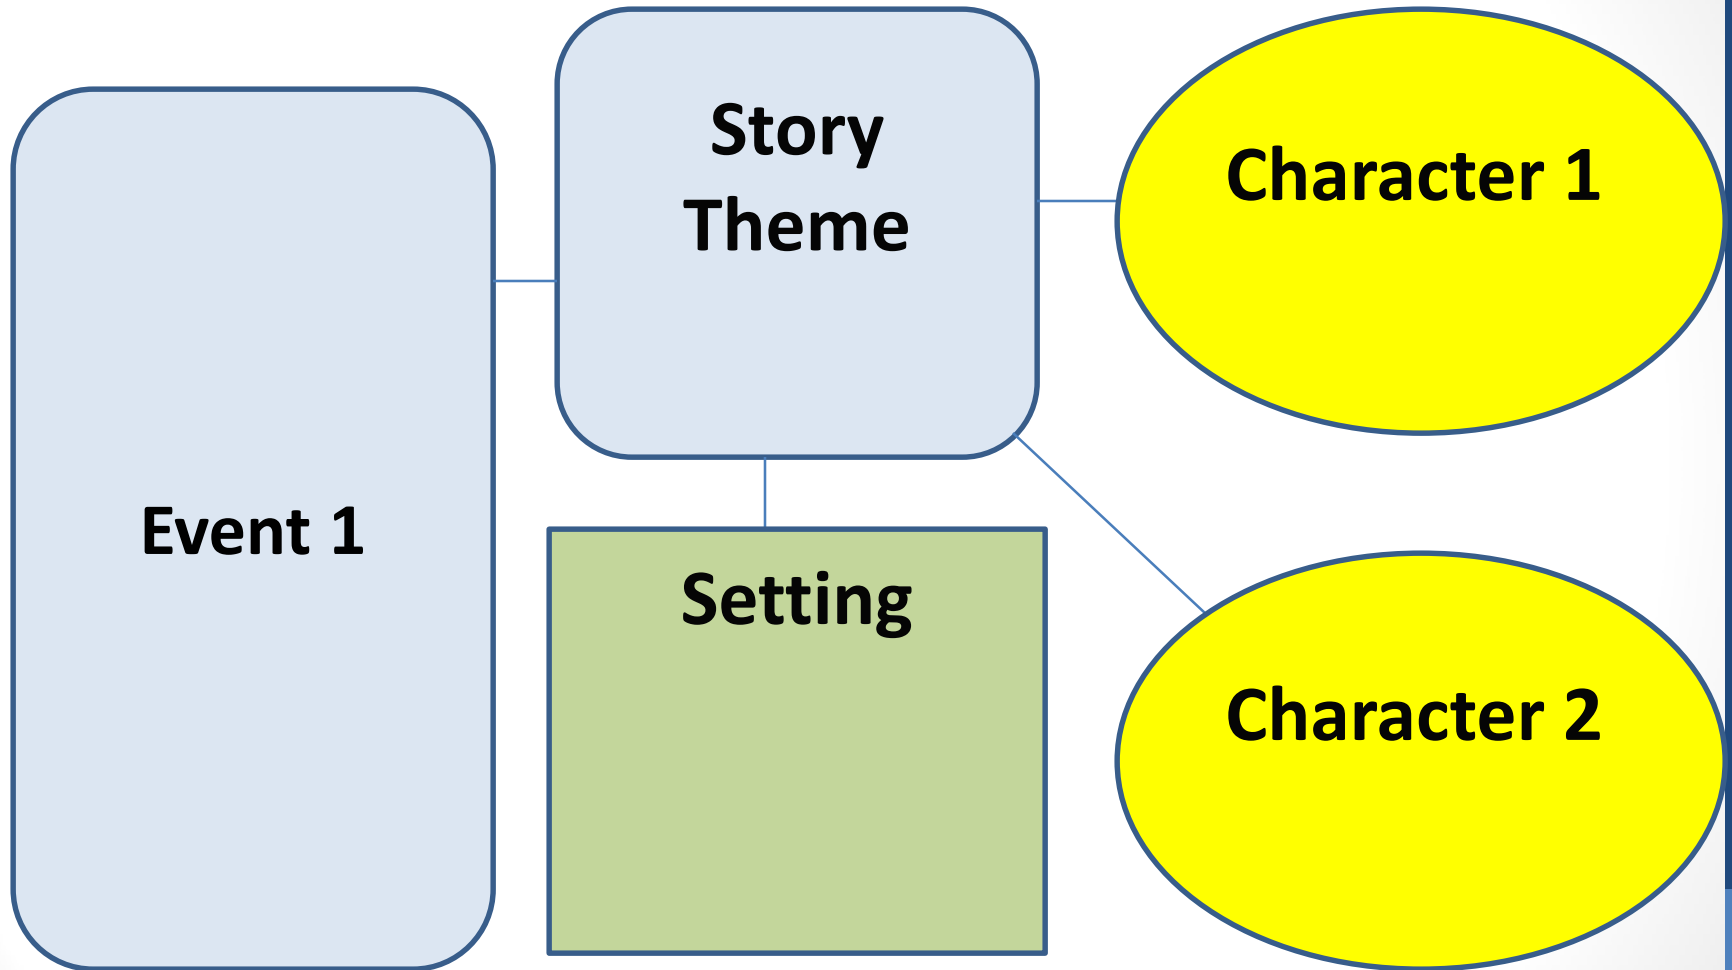 Story
Theme
Character 1
Event 1
Setting
Character 2